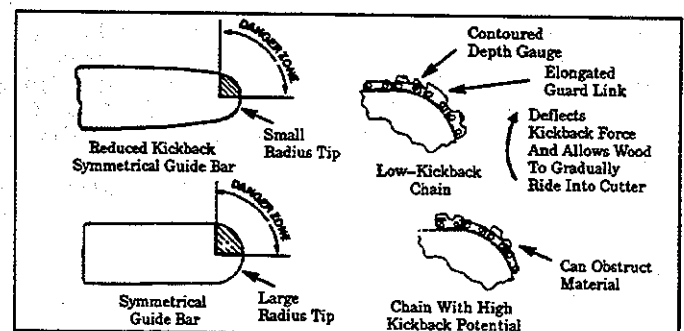 DANGER ZONE
Small
Radius Tip
Reduced Kickback
Symmetrical Guide Bar
Contoured
Depth Gauge
Elongated
Guard Link
Deflects
Kickback Force
And Allows Wood
To Gradually
Ride Into Cutter
Low–Kickback
Chain
DANGER ZONE
Symmetrical
Guide Bar
Large
Radius Tip
Can Obstruct
Material
Chain With High
Kickback Potential